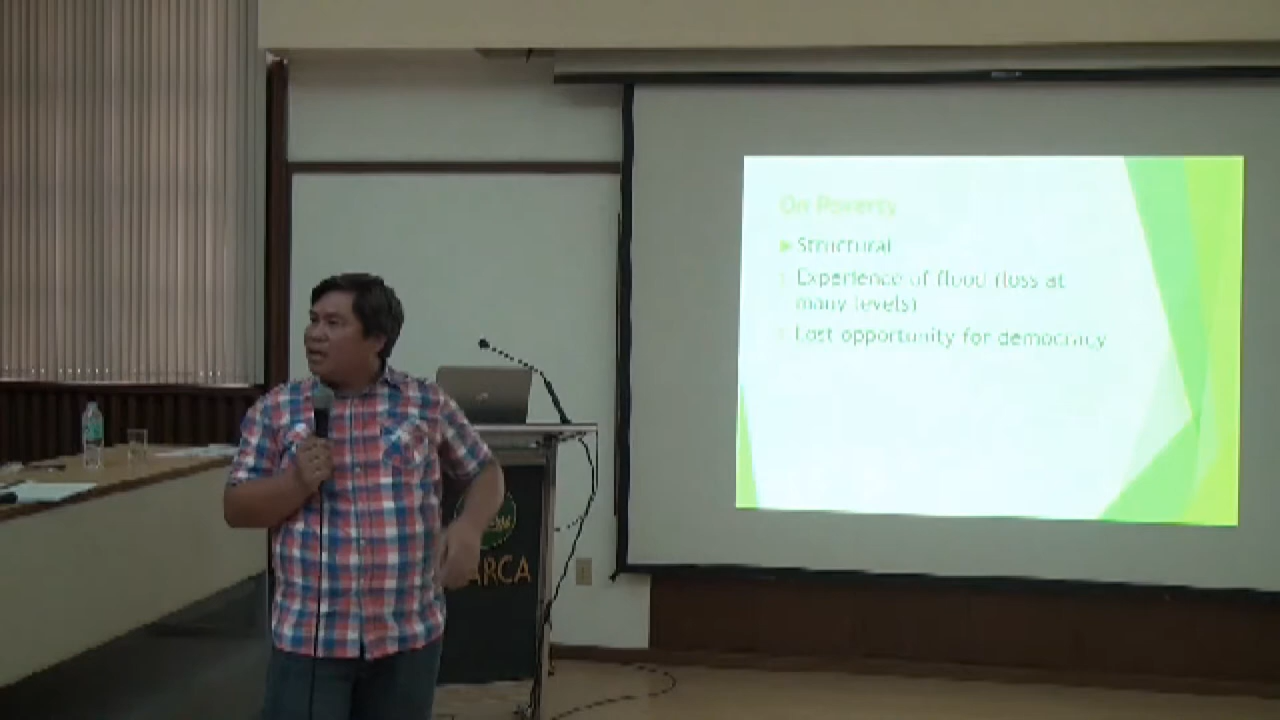 On Poverty
Structural
Experience of flood (loss at
many levels)
Lost opportunity for democracy
ARCA